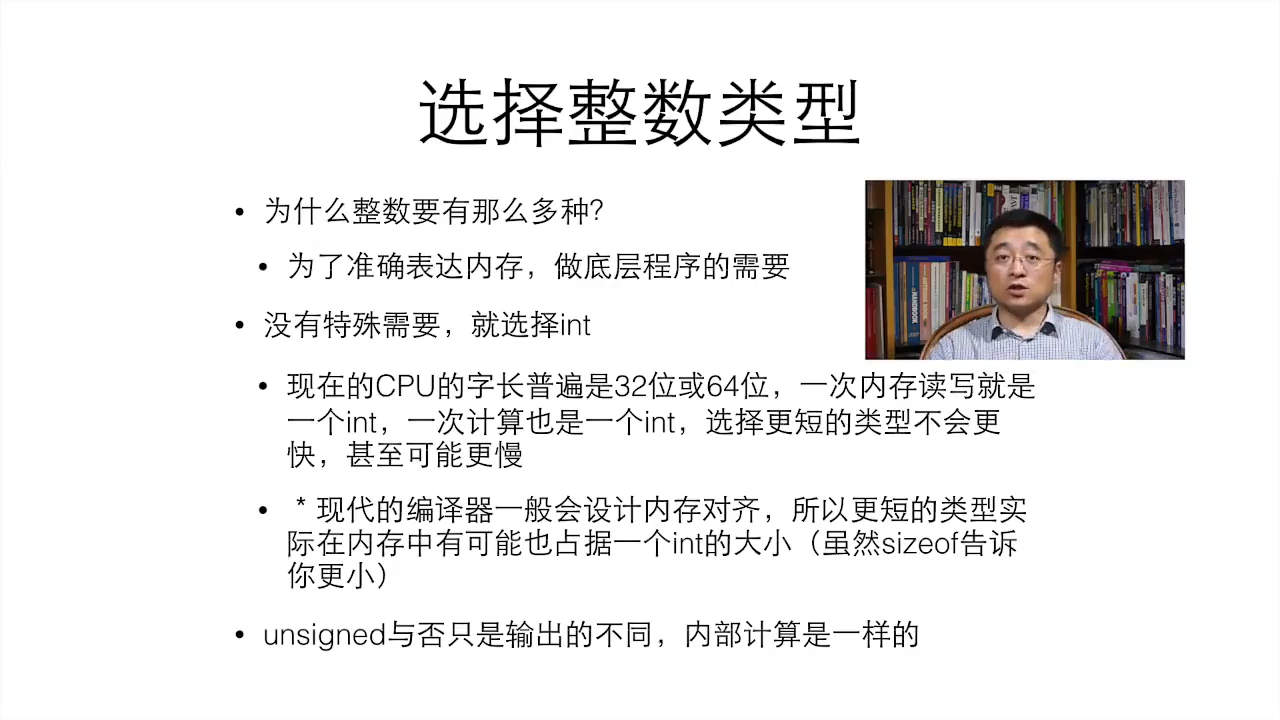 选择整数类型
• 为什么整数要有那么多种?
• 为了准确表达内存，做底层程序的需要
• 没有特殊需要，就选择int
• 现在的CPU的字长普遍是32位或64位，一次内存读写就是
一个int，一次计算也是一个int，选择更短的类型不会更
快，甚至可能更慢
• * 现代的编译器一般会设计内存对齐，所以更短的类型实
际在内存中有可能也占据一个int的大小（虽然sizeof告诉
你更小）
• unsigned与否只是输出的不同，内部计算是一样的
HANDBOOK